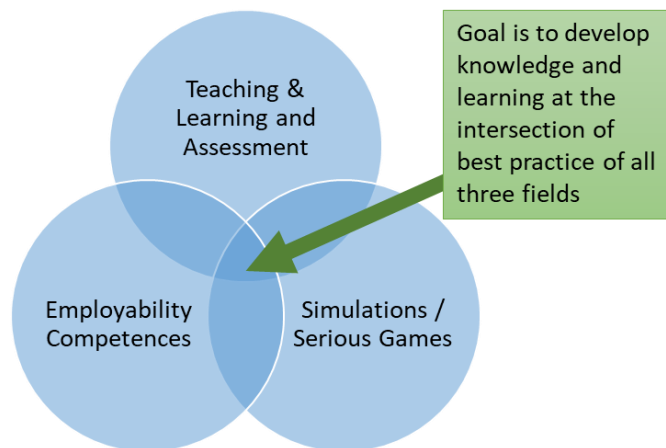 Goal is to develop
knowledge and
learning at the
intersection of
best practice of all
three fields
Teaching &
Learning and
Assessment
Employability
Competences
Simulations /
Serious Games